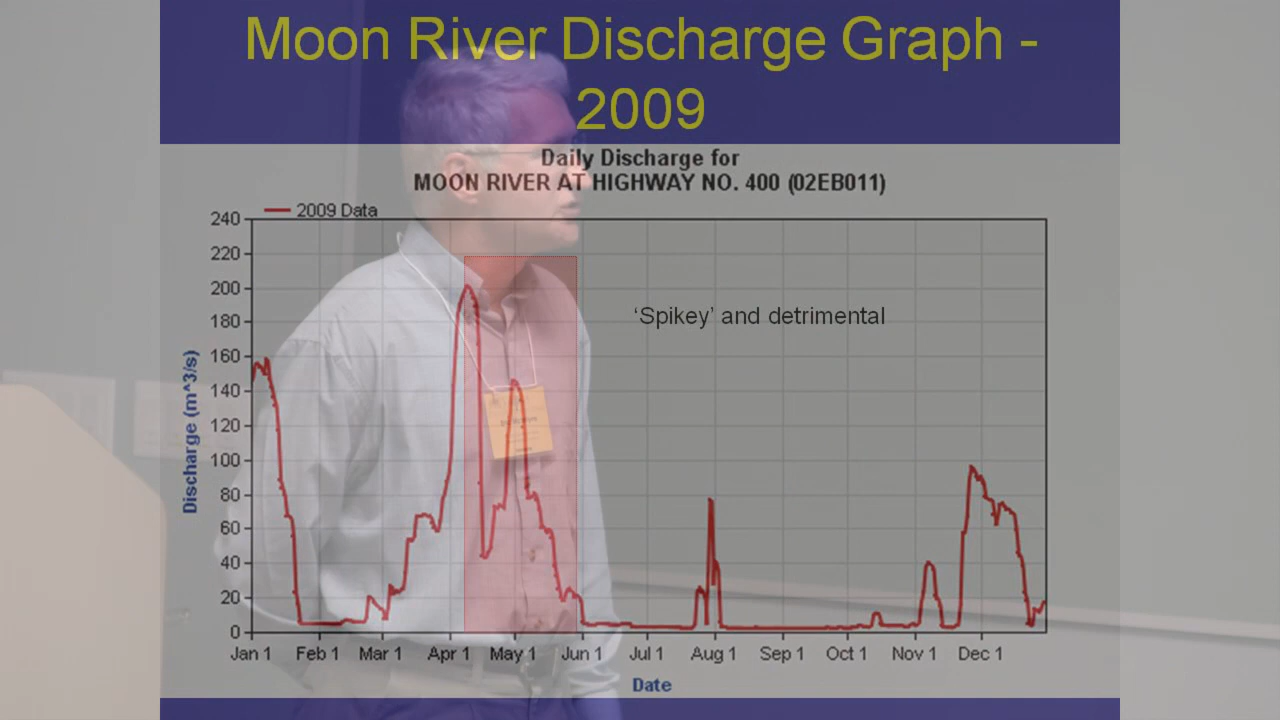 Moon River Discharge Graph -
2009
Daily Discharge for
MOON RIVER AT HIGHWAY NO. 400 (02EB011)
2009 Data
240
220
200
180
160
140
120
100
80
60
40
20
0
Discharge (m^3/s)
'Spikey' and detrimental
Jan 1 Feb 1 Mar 1 Apr 1 May 1 Jun 1 Jul 1 Aug 1 Sep 1 Oct 1 Nov 1 Dec 1
Date